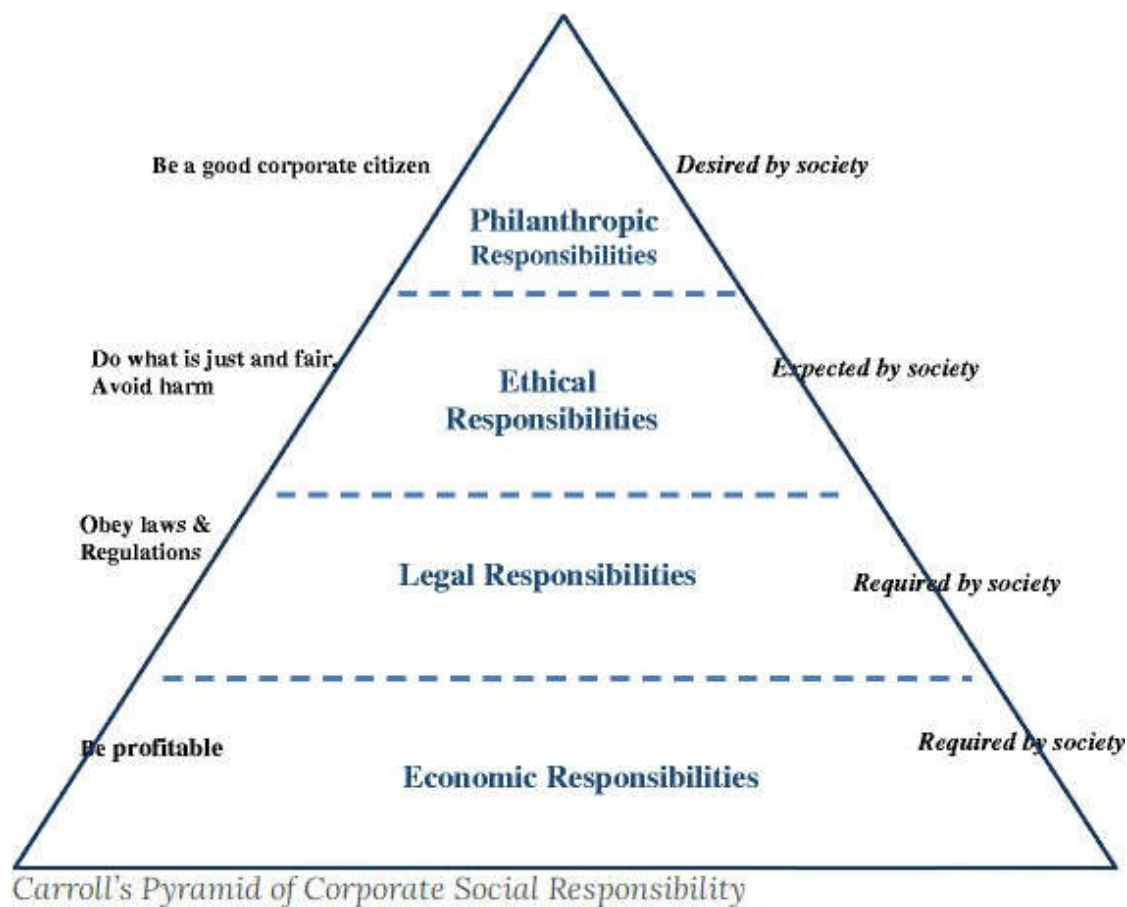 Be a good corporate citizen
Desired by society
Philanthropic
Responsibilities
Do what is just and fair,
Avoid harm
Expected by society
Ethical
Responsibilities
Obey laws &
Regulations
Legal Responsibilities
Required by society
Be profitable
Required by society
Economic Responsibilities
Carroll's Pyramid of Corporate Social Responsibility